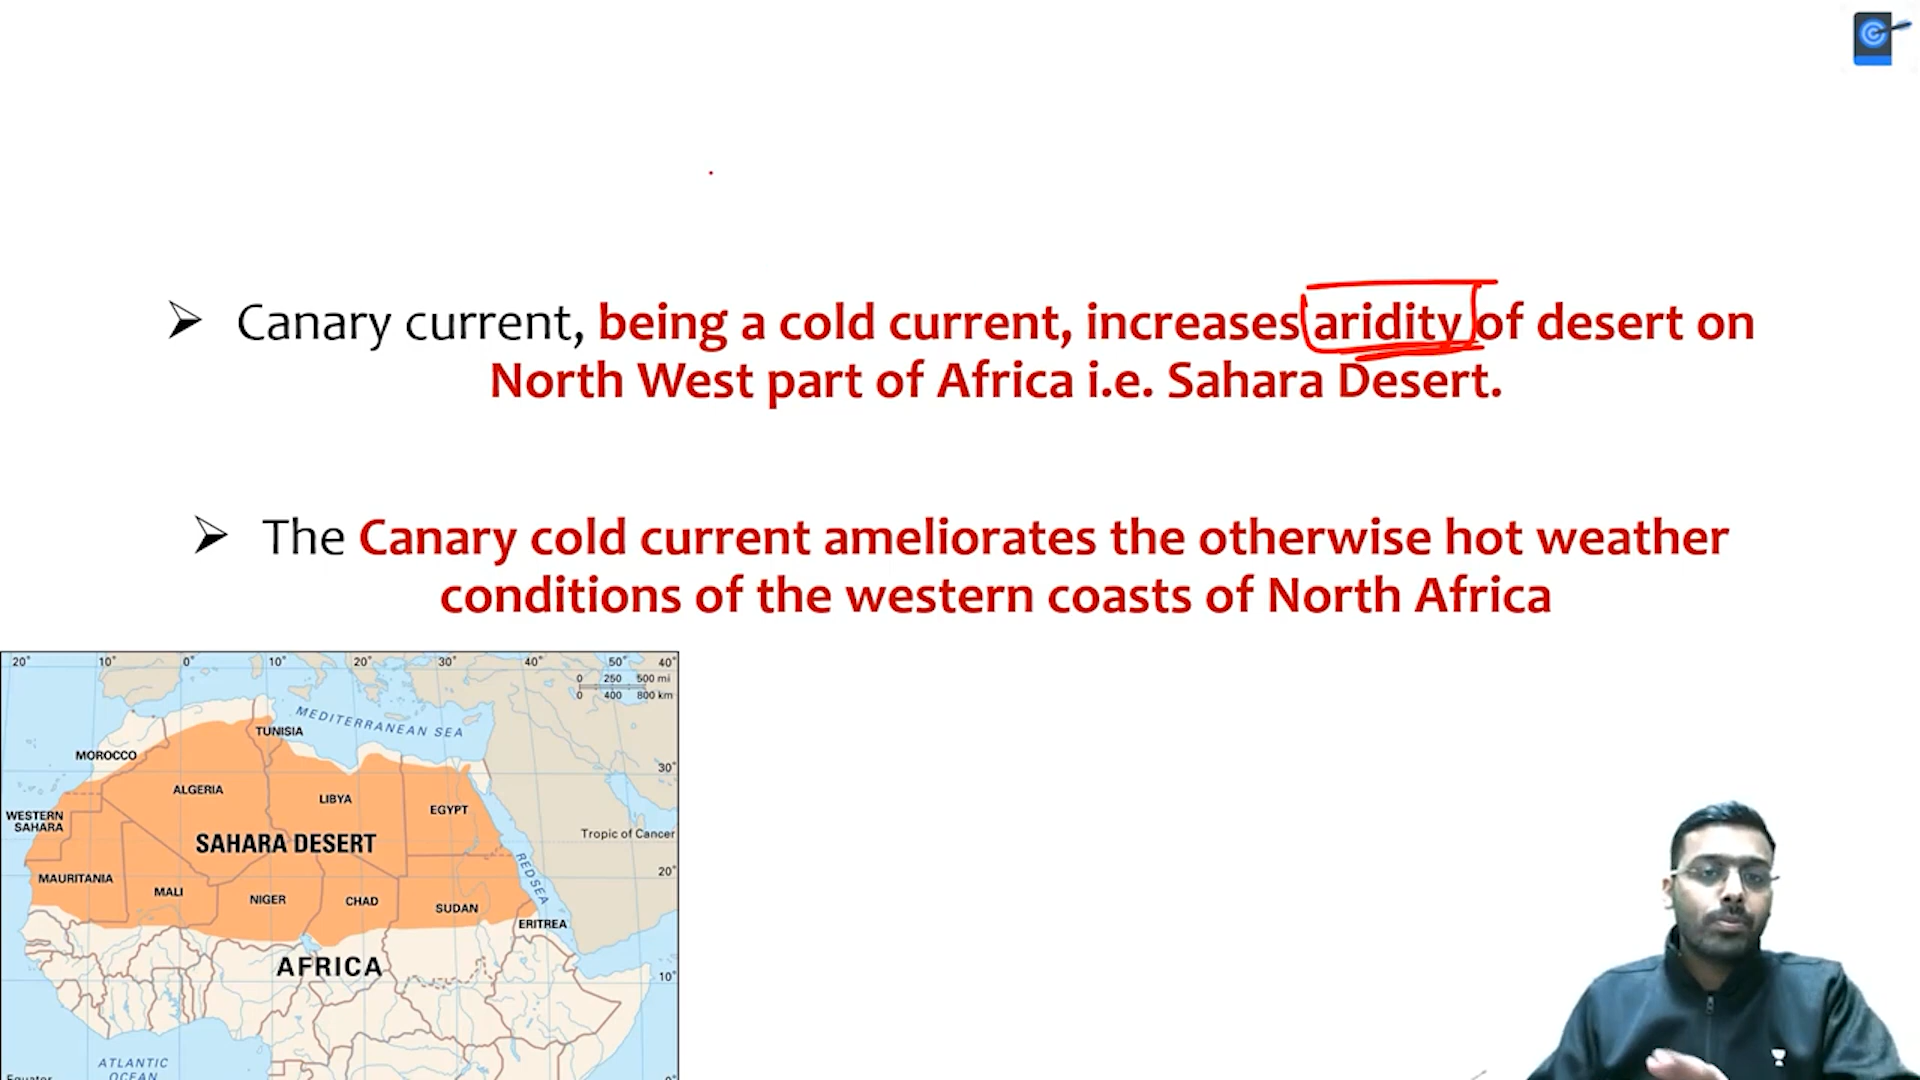 ➢ Canary current, being a cold current, increases aridity of desert on
North West part of Africa i.e. Sahara Desert.
➢ The Canary cold current ameliorates the otherwise hot weather
conditions of the western coasts of North Africa
20° 10° 0° 10° 20° 30° 40° 50° 40°
0 250 500 mi
0 400 800 km
MEDITERRANEAN SEA
TUNISIA
MOROCCO
30°
ALGERIA
LIBYA
EGYPT
WESTERN
SAHARA
Tropic of Cancer
SAHARA DESERT
RED SEA
20°
MAURITANIA
MALI
NIGER
CHAD
SUDAN
ERITREA
AFRICA
10°
ATLANTIC
OCEAN
Equator
0°